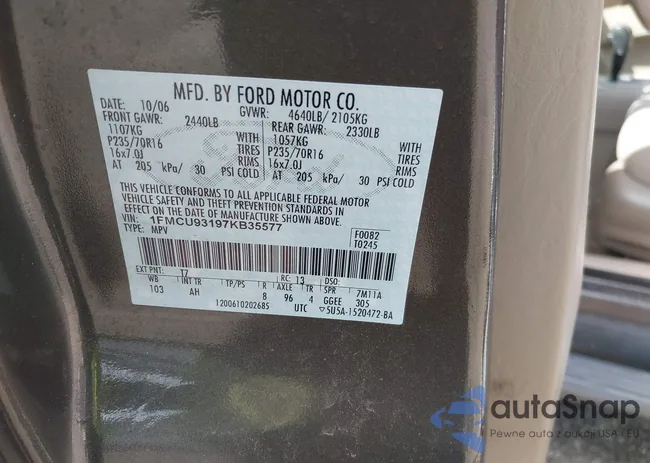 MFD. BY FORD MOTOR CO.
DATE: 10/06 GVWR: 4640LB/ 2105KG
FRONT GAWR: 2440LB REAR GAWR: 2330LB
1107KG WITH 1057KG WITH
P235/70R16 TIRES P235/70R16 TIRES
16x7.0J RIMS 16x7.0J RIMS
AT 205 kPa/ 30 PSI COLD AT 205 kPa/ 30 PSI COLD
THIS VEHICLE CONFORMS TO ALL APPLICABLE FEDERAL MOTOR
VEHICLE SAFETY AND THEFT PREVENTION STANDARDS IN
EFFECT ON THE DATE OF MANUFACTURE SHOWN ABOVE.
VIN: 1FMCU93197KB35577
TYPE: MPV F0082
T0245
EXT PNT: T7 RC: 13 DSO:
WB INT TR TP/PS R AXLE TR SPR 7M11A
103 AH 8 96 4 GGEE 305
120061020268​5 UTC ▽5U5A-1520472-BA
autoSnap
Pewne auto z aukcji USA i EU